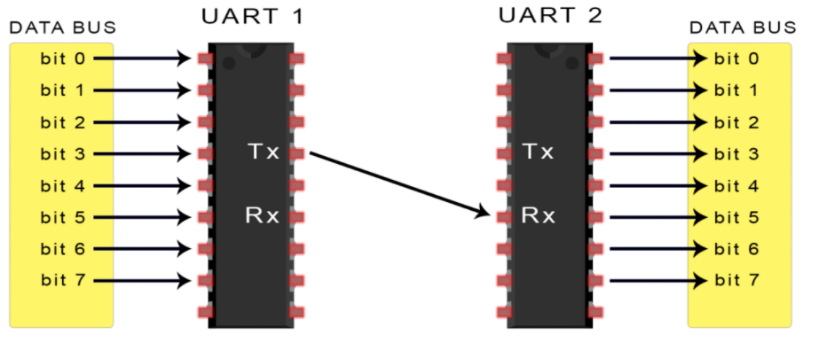 UART 1
UART 2
DATA BUS
DATA BUS
bit 0
bit 1
bit 2
bit 3
bit 4
bit 5
bit 6
bit 7
Tx
Rx
Tx
Rx
bit 0
bit 1
bit 2
bit 3
bit 4
bit 5
bit 6
bit 7